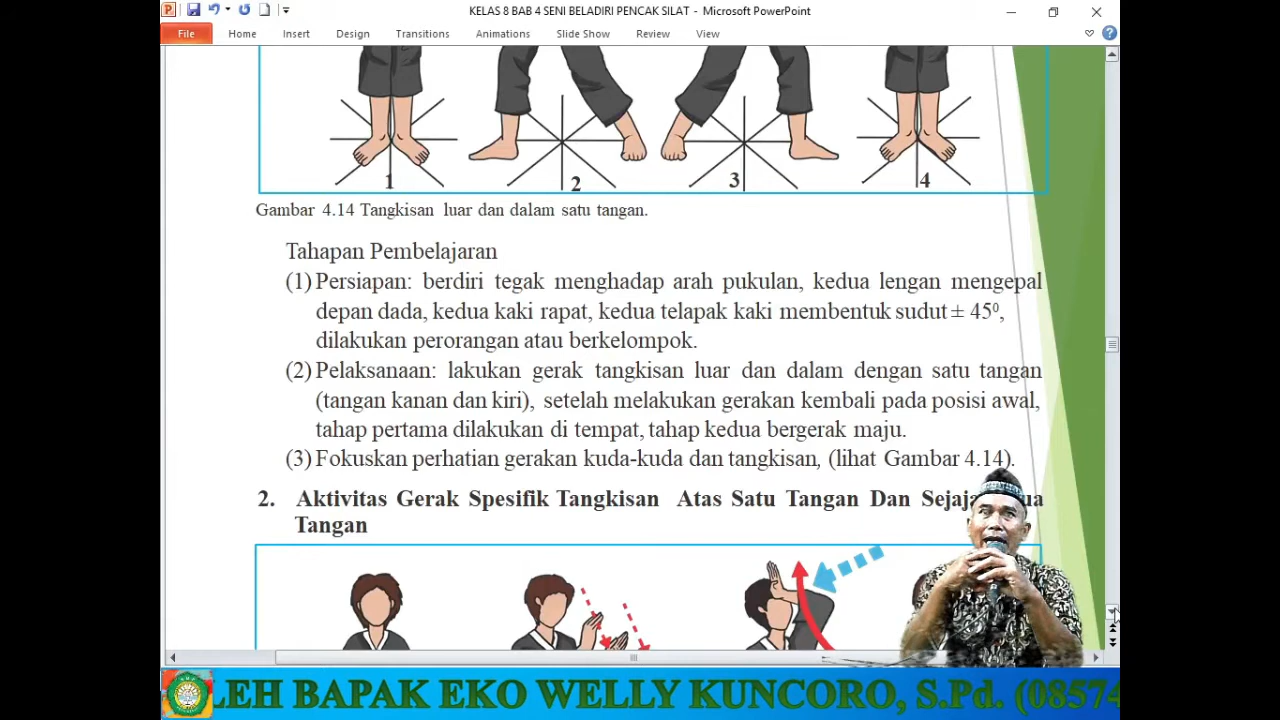 KELAS 8 BAB 4 SENI BELADIRI PENCAK SILAT - Microsoft PowerPoint
File Home Insert Design Transitions Animations Slide Show Review View
1 2 3 4
Gambar 4.14 Tangkisan luar dan dalam satu tangan.
Tahapan Pembelajaran
(1) Persiapan: berdiri tegak menghadap arah pukulan, kedua lengan mengepal
depan dada, kedua kaki rapat, kedua telapak kaki membentuk sudut ± 45⁰,
dilakukan perorangan atau berkelompok.
(2) Pelaksanaan: lakukan gerak tangkisan luar dan dalam dengan satu tangan
(tangan kanan dan kiri), setelah melakukan gerakan kembali pada posisi awal,
tahap pertama dilakukan di tempat, tahap kedua bergerak maju.
(3) Fokuskan perhatian gerakan kuda-kuda dan tangkisan, (lihat Gambar 4.14).
2. Aktivitas Gerak Spesifik Tangkisan Atas Satu Tangan Dan
Tangan
LEH BAPAK EKO WELLY KUNCORO, S.Pd. (08574